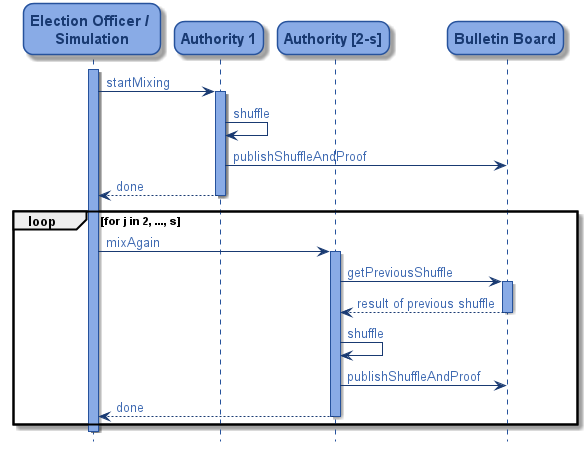 Election Officer /
Simulation
Authority 1
Authority [2-s]
Bulletin Board
startMixing
shuffle
publishShuffleAndProof
done
loop
[for j in 2, ..., s]
mixAgain
getPreviousShuffle
result of previous shuffle
shuffle
publishShuffleAndProof
done